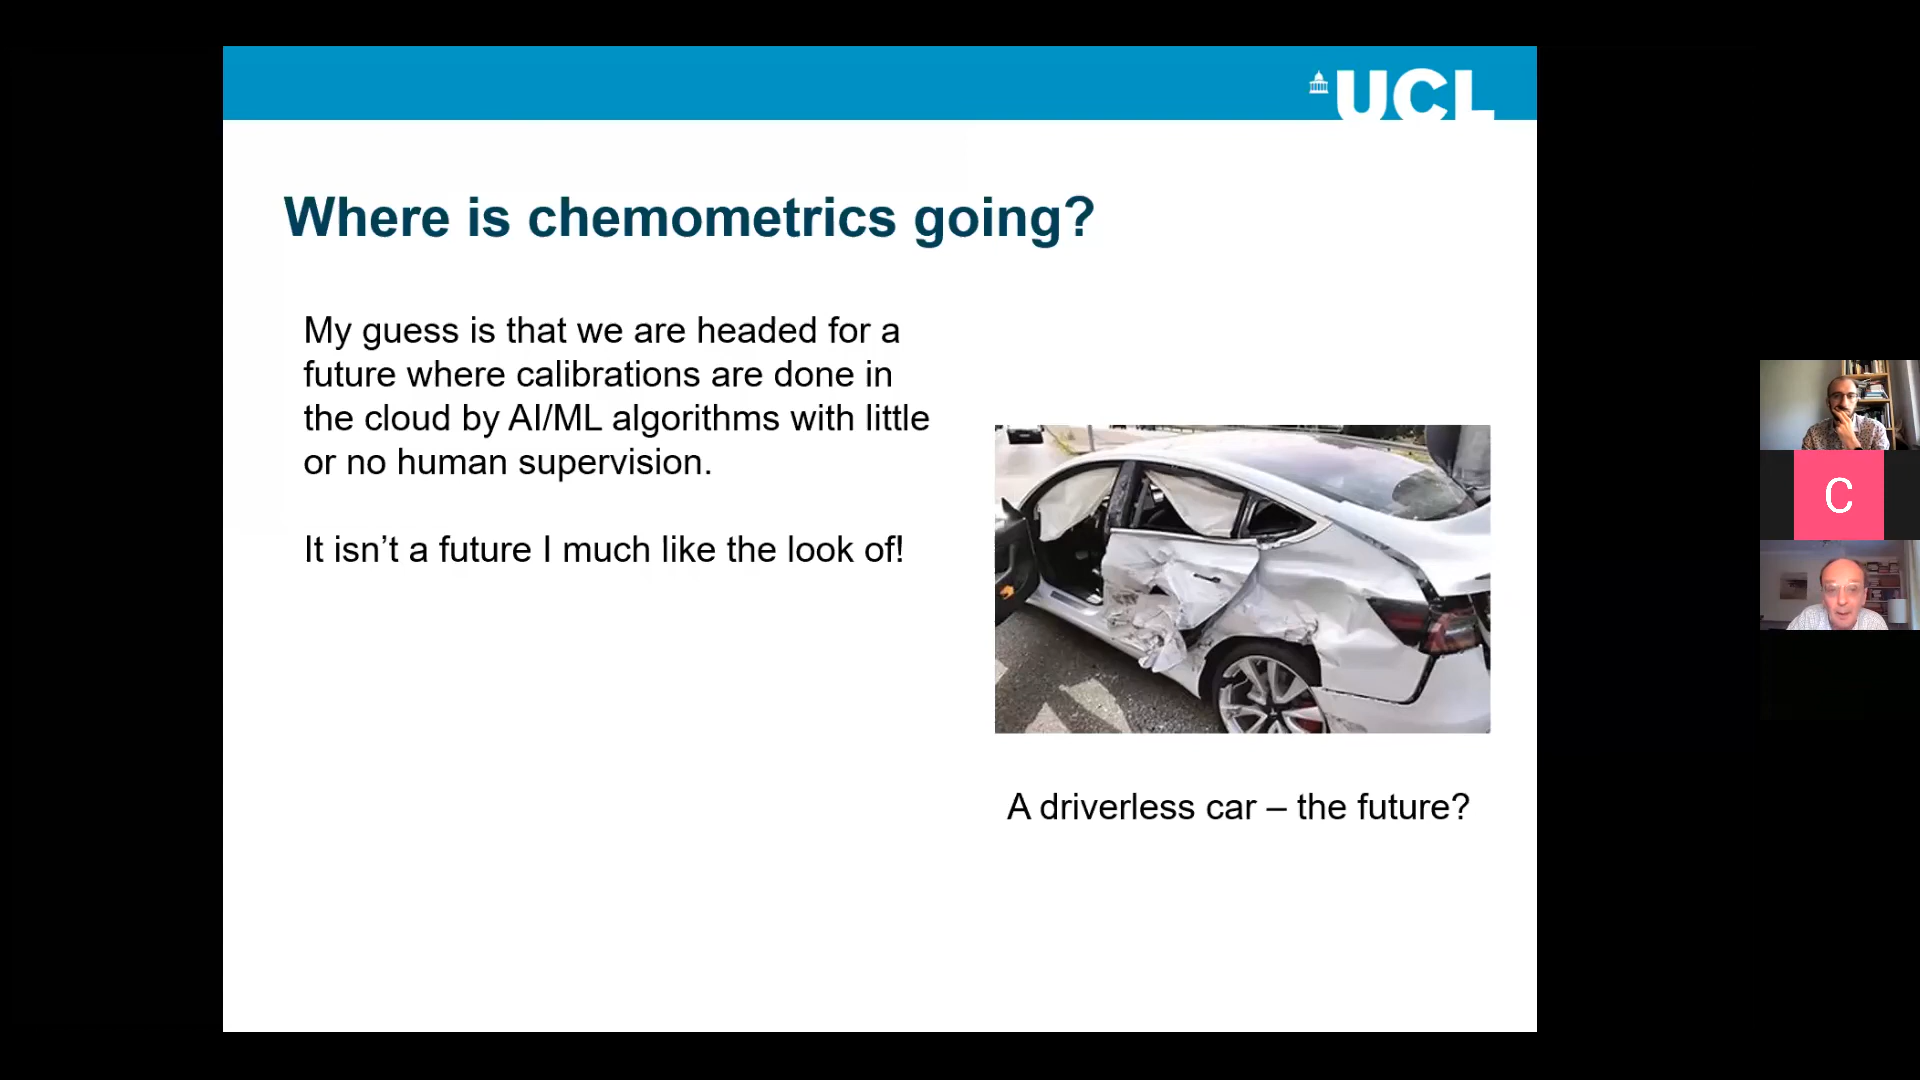 UCL
Where is chemometrics going?
My guess is that we are headed for a
future where calibrations are done in
the cloud by AI/ML algorithms with little
or no human supervision.
It isn’t a future I much like the look of!
A driverless car – the future?
C